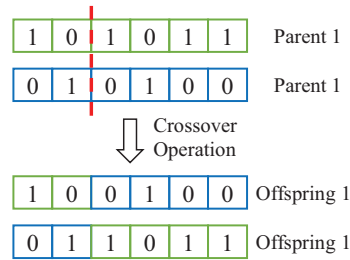 1 0 1 0 1 1 Parent 1
0 1 0 1 0 0 Parent 1
Crossover
Operation
1 0 0 1 0 0 Offspring 1
0 1 1 0 1 1 Offspring 1